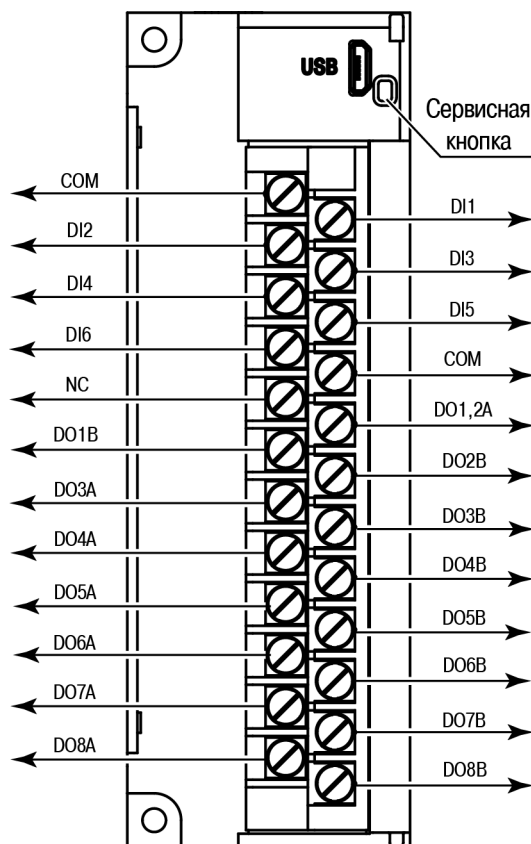 USB
Сервисная
кнопка
COM
DI1
DI2
DI3
DI4
DI5
DI6
COM
NC
DO1,2A
DO1B
DO2B
DO3A
DO3B
DO4A
DO4B
DO5A
DO5B
DO6A
DO6B
DO7A
DO7B
DO8A
DO8B